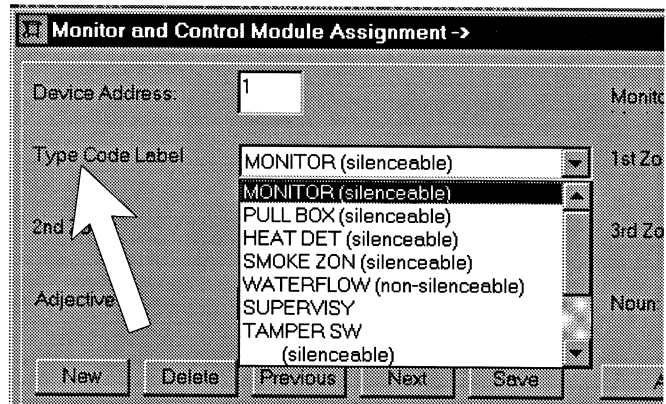 Monitor and Control Module Assignment ->
Device Address:
1
Monito
Type Code Label
MONITOR (silenceable)
1st Zo
MONITOR (silenceable)
PULL BOX (silenceable)
HEAT DET (silenceable)
SMOKE ZON (silenceable)
WATERFLOW (non-silenceable)
SUPERVISY
TAMPER SW
(silenceable)
2nd
3rd Zo
Adjective
Noun:
New
Delete
Previous
Next
Save
A